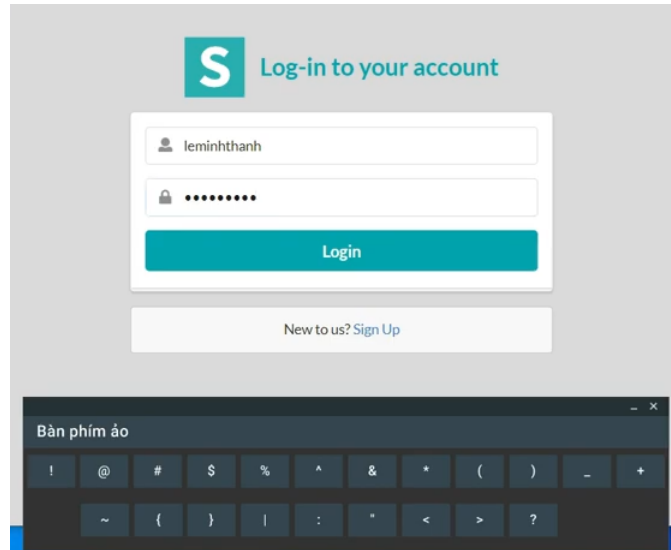 S Log-in to your account
leminhthanh
•••••••••
Login
New to us? Sign Up
Bàn phím ảo
! @ # $ % ^ & * ( ) _ +
~ { } | : " < > ?